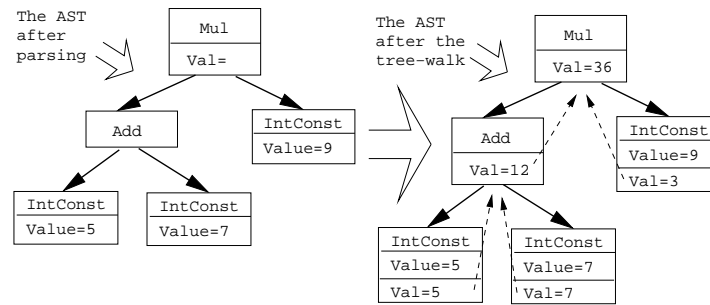 The AST
after
parsing
Mul
Val=
Add
IntConst
Value=9
IntConst
Value=5
IntConst
Value=7
The AST
after the
tree-walk
Mul
Val=36
Add
Val=12
IntConst
Value=9
Val=3
IntConst
Value=5
Val=5
IntConst
Value=7
Val=7